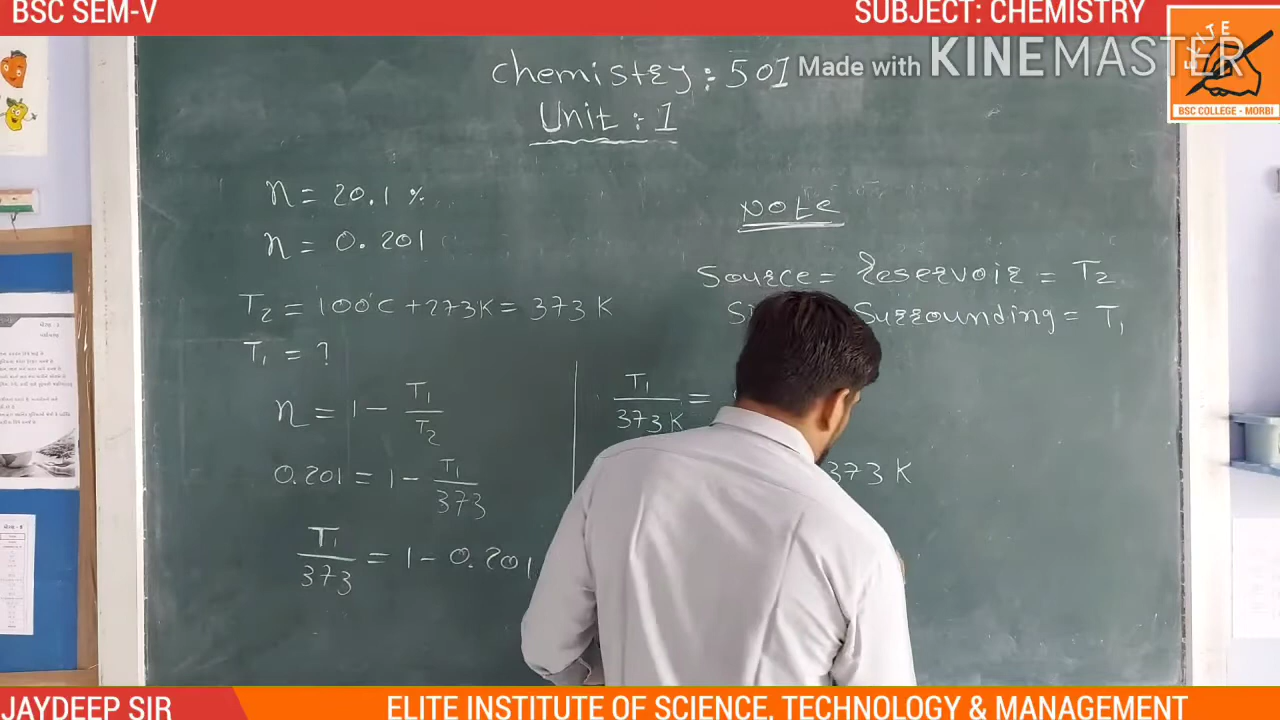 BSC SEM-V
SUBJECT: CHEMISTRY
Made with KINEMASTER
ELITE
BSC COLLEGE - MORBI
Chemistry : 501
Unit : 1
η = 20.1 %
η = 0.201
T₂ = 100°C + 273K = 373 K
T₁ = ?
η = 1 - T₁/T₂
0.201 = 1 - T₁/373
T₁/373 = 1 - 0.201
Note
Source = Reservoir = T₂
Surrounding = T₁
T₁/373 K =
373 K
JAYDEEP SIR
ELITE INSTITUTE OF SCIENCE, TECHNOLOGY & MANAGEMENT